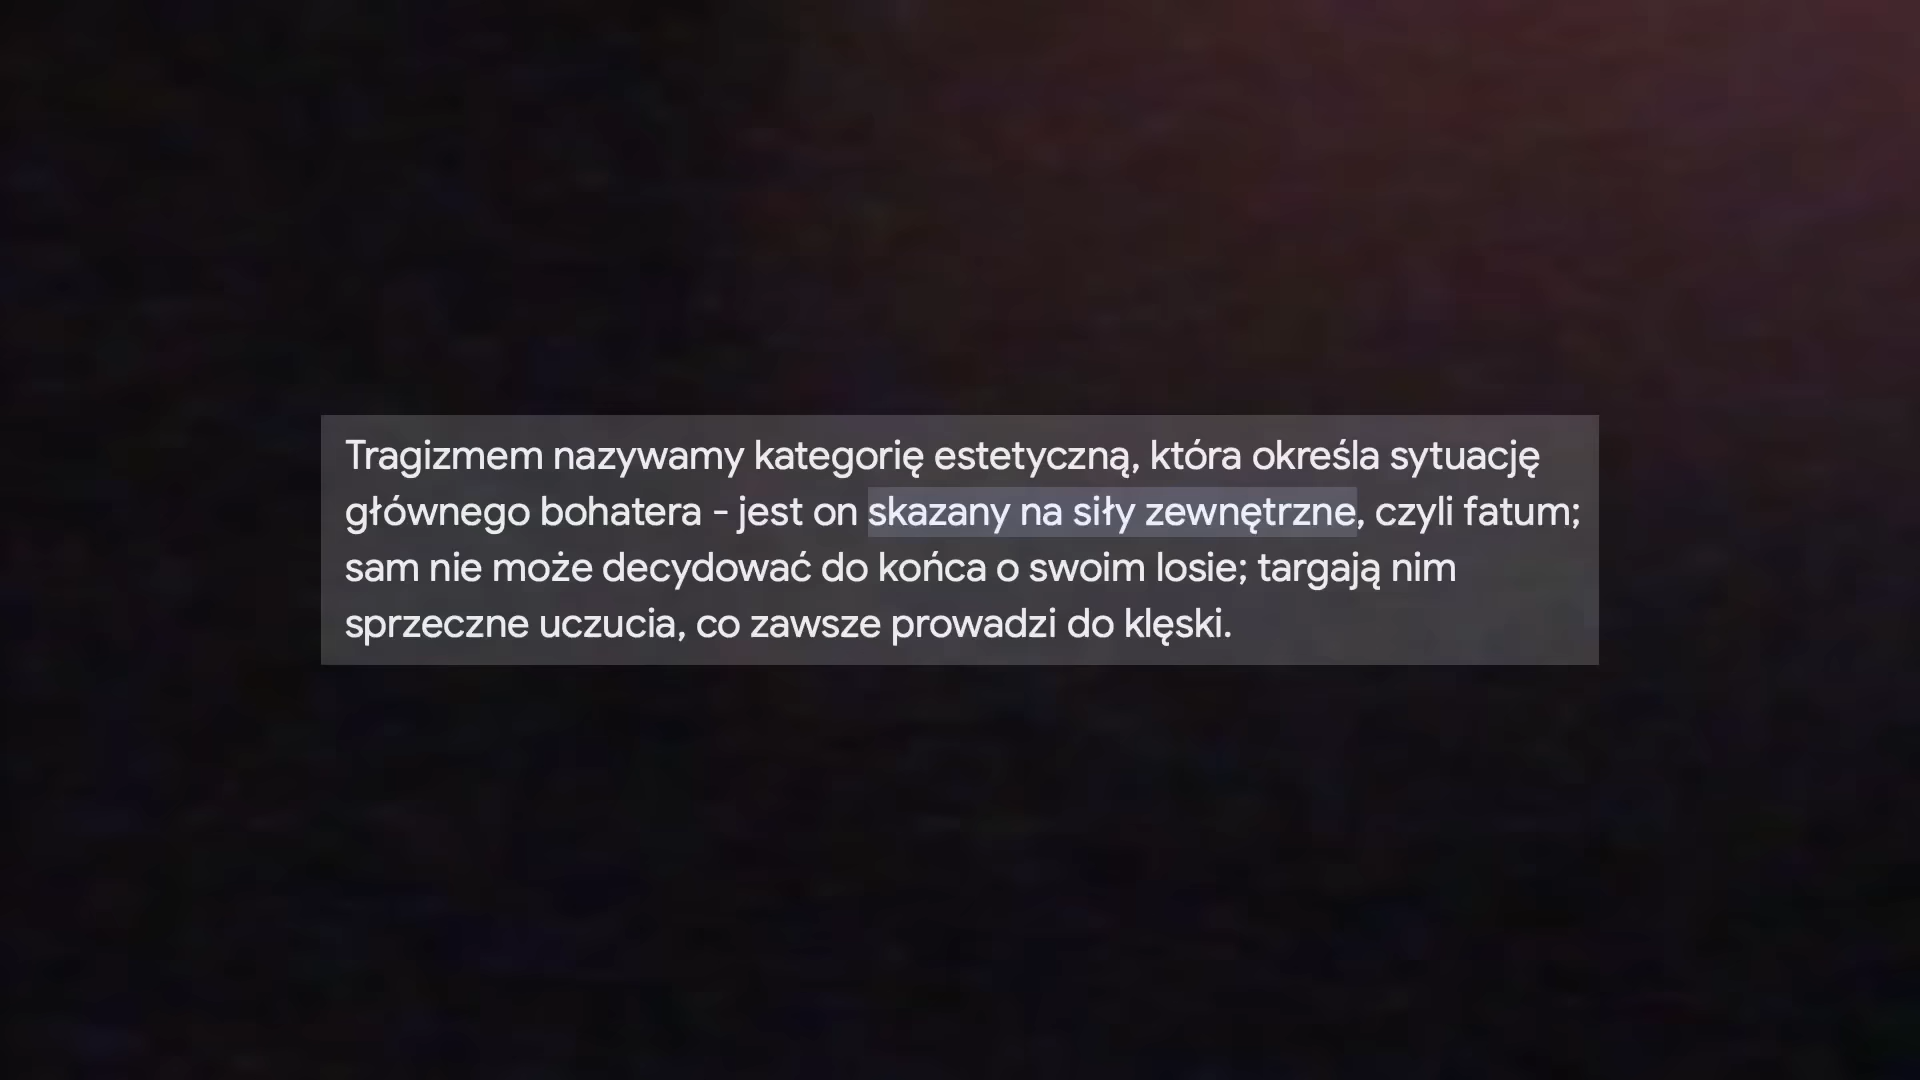 Tragizmem nazywamy kategorię estetyczną, która określa sytuację
głównego bohatera - jest on skazany na siły zewnętrzne, czyli fatum;
sam nie może decydować do końca o swoim losie; targają nim
sprzeczne uczucia, co zawsze prowadzi do klęski.